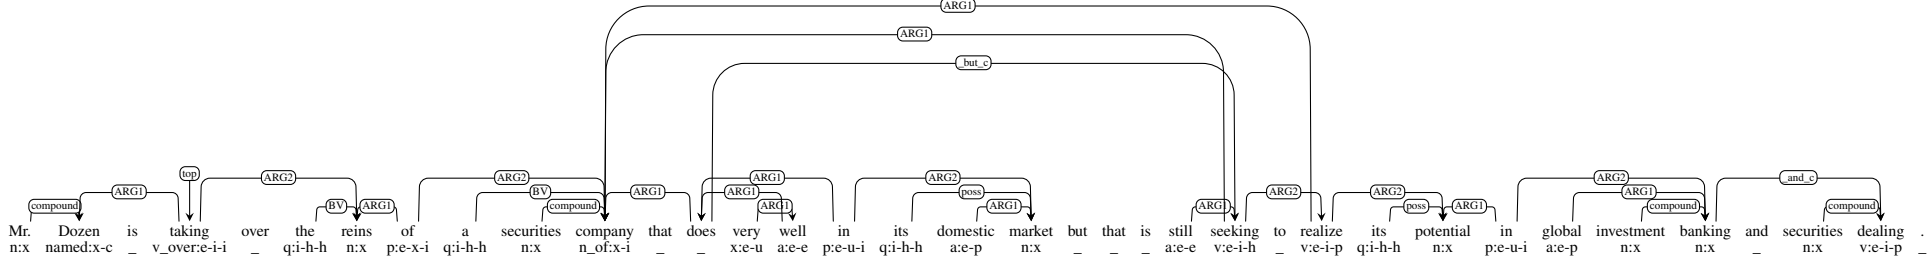 ARG1
ARG1
_but_c
top
ARG1 ARG2 ARG2 BV ARG1 ARG1 ARG1 ARG2 poss ARG2 ARG2 ARG2 ARG1 _and_c
compound BV ARG1 compound ARG1 ARG1 ARG1 poss ARG1 compound compound
Mr. Dozen is taking over the reins of a securities company that does very well in its domestic market but that is still seeking to realize its potential in global investment banking and securities dealing .
n:x named:x-c _ v_over:e-i-i _ q:i-h-h n:x p:e-x-i q:i-h-h n:x n_of:x-i _ _ x:e-u a:e-e p:e-u-i q:i-h-h a:e-p n:x _ _ _ a:e-e v:e-i-h _ v:e-i-p q:i-h-h n:x p:e-u-i a:e-p n:x n:x _ n:x v:e-i-p _